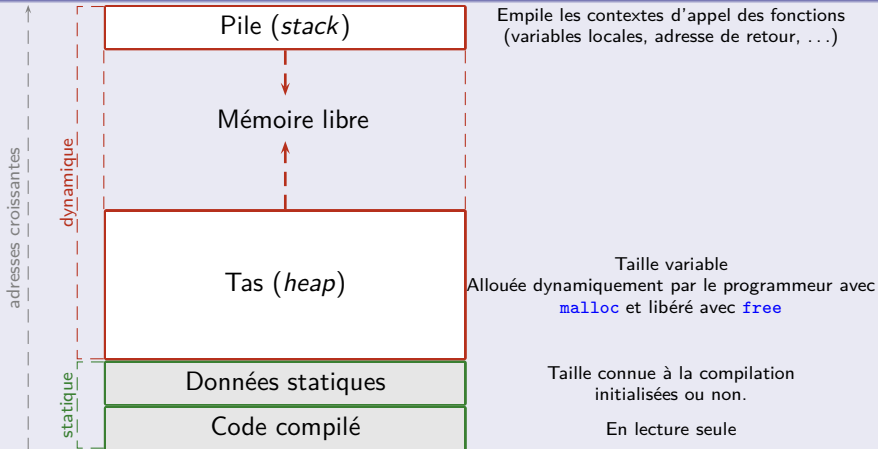 Pile (stack)
Empile les contextes d'appel des fonctions
(variables locales, adresse de retour, ...)
Mémoire libre
adresses croissantes
dynamique
Tas (heap)
Taille variable
Allouée dynamiquement par le programmeur avec
malloc et libéré avec free
statique
Données statiques
Taille connue à la compilation
initialisées ou non.
Code compilé
En lecture seule